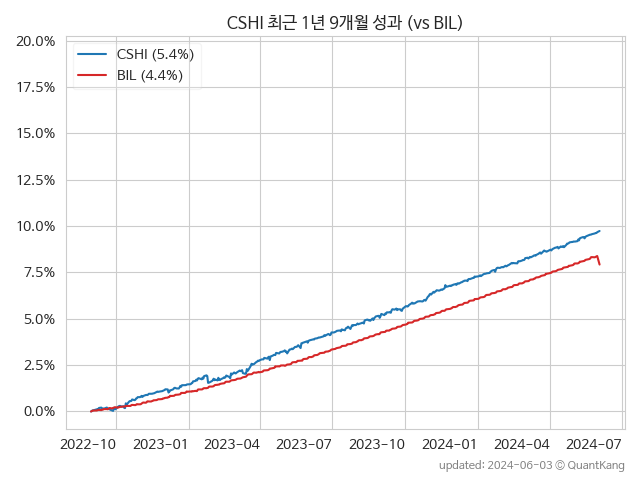 CSHI 최근 1년 9개월 성과 (vs BIL)
CSHI (5.4%)
BIL (4.4%)
20.0%
17.5%
15.0%
12.5%
10.0%
7.5%
5.0%
2.5%
0.0%
2022-10 2023-01 2023-04 2023-07 2023-10 2024-01 2024-04 2024-07
updated: 2024-06-03 © QuantKang